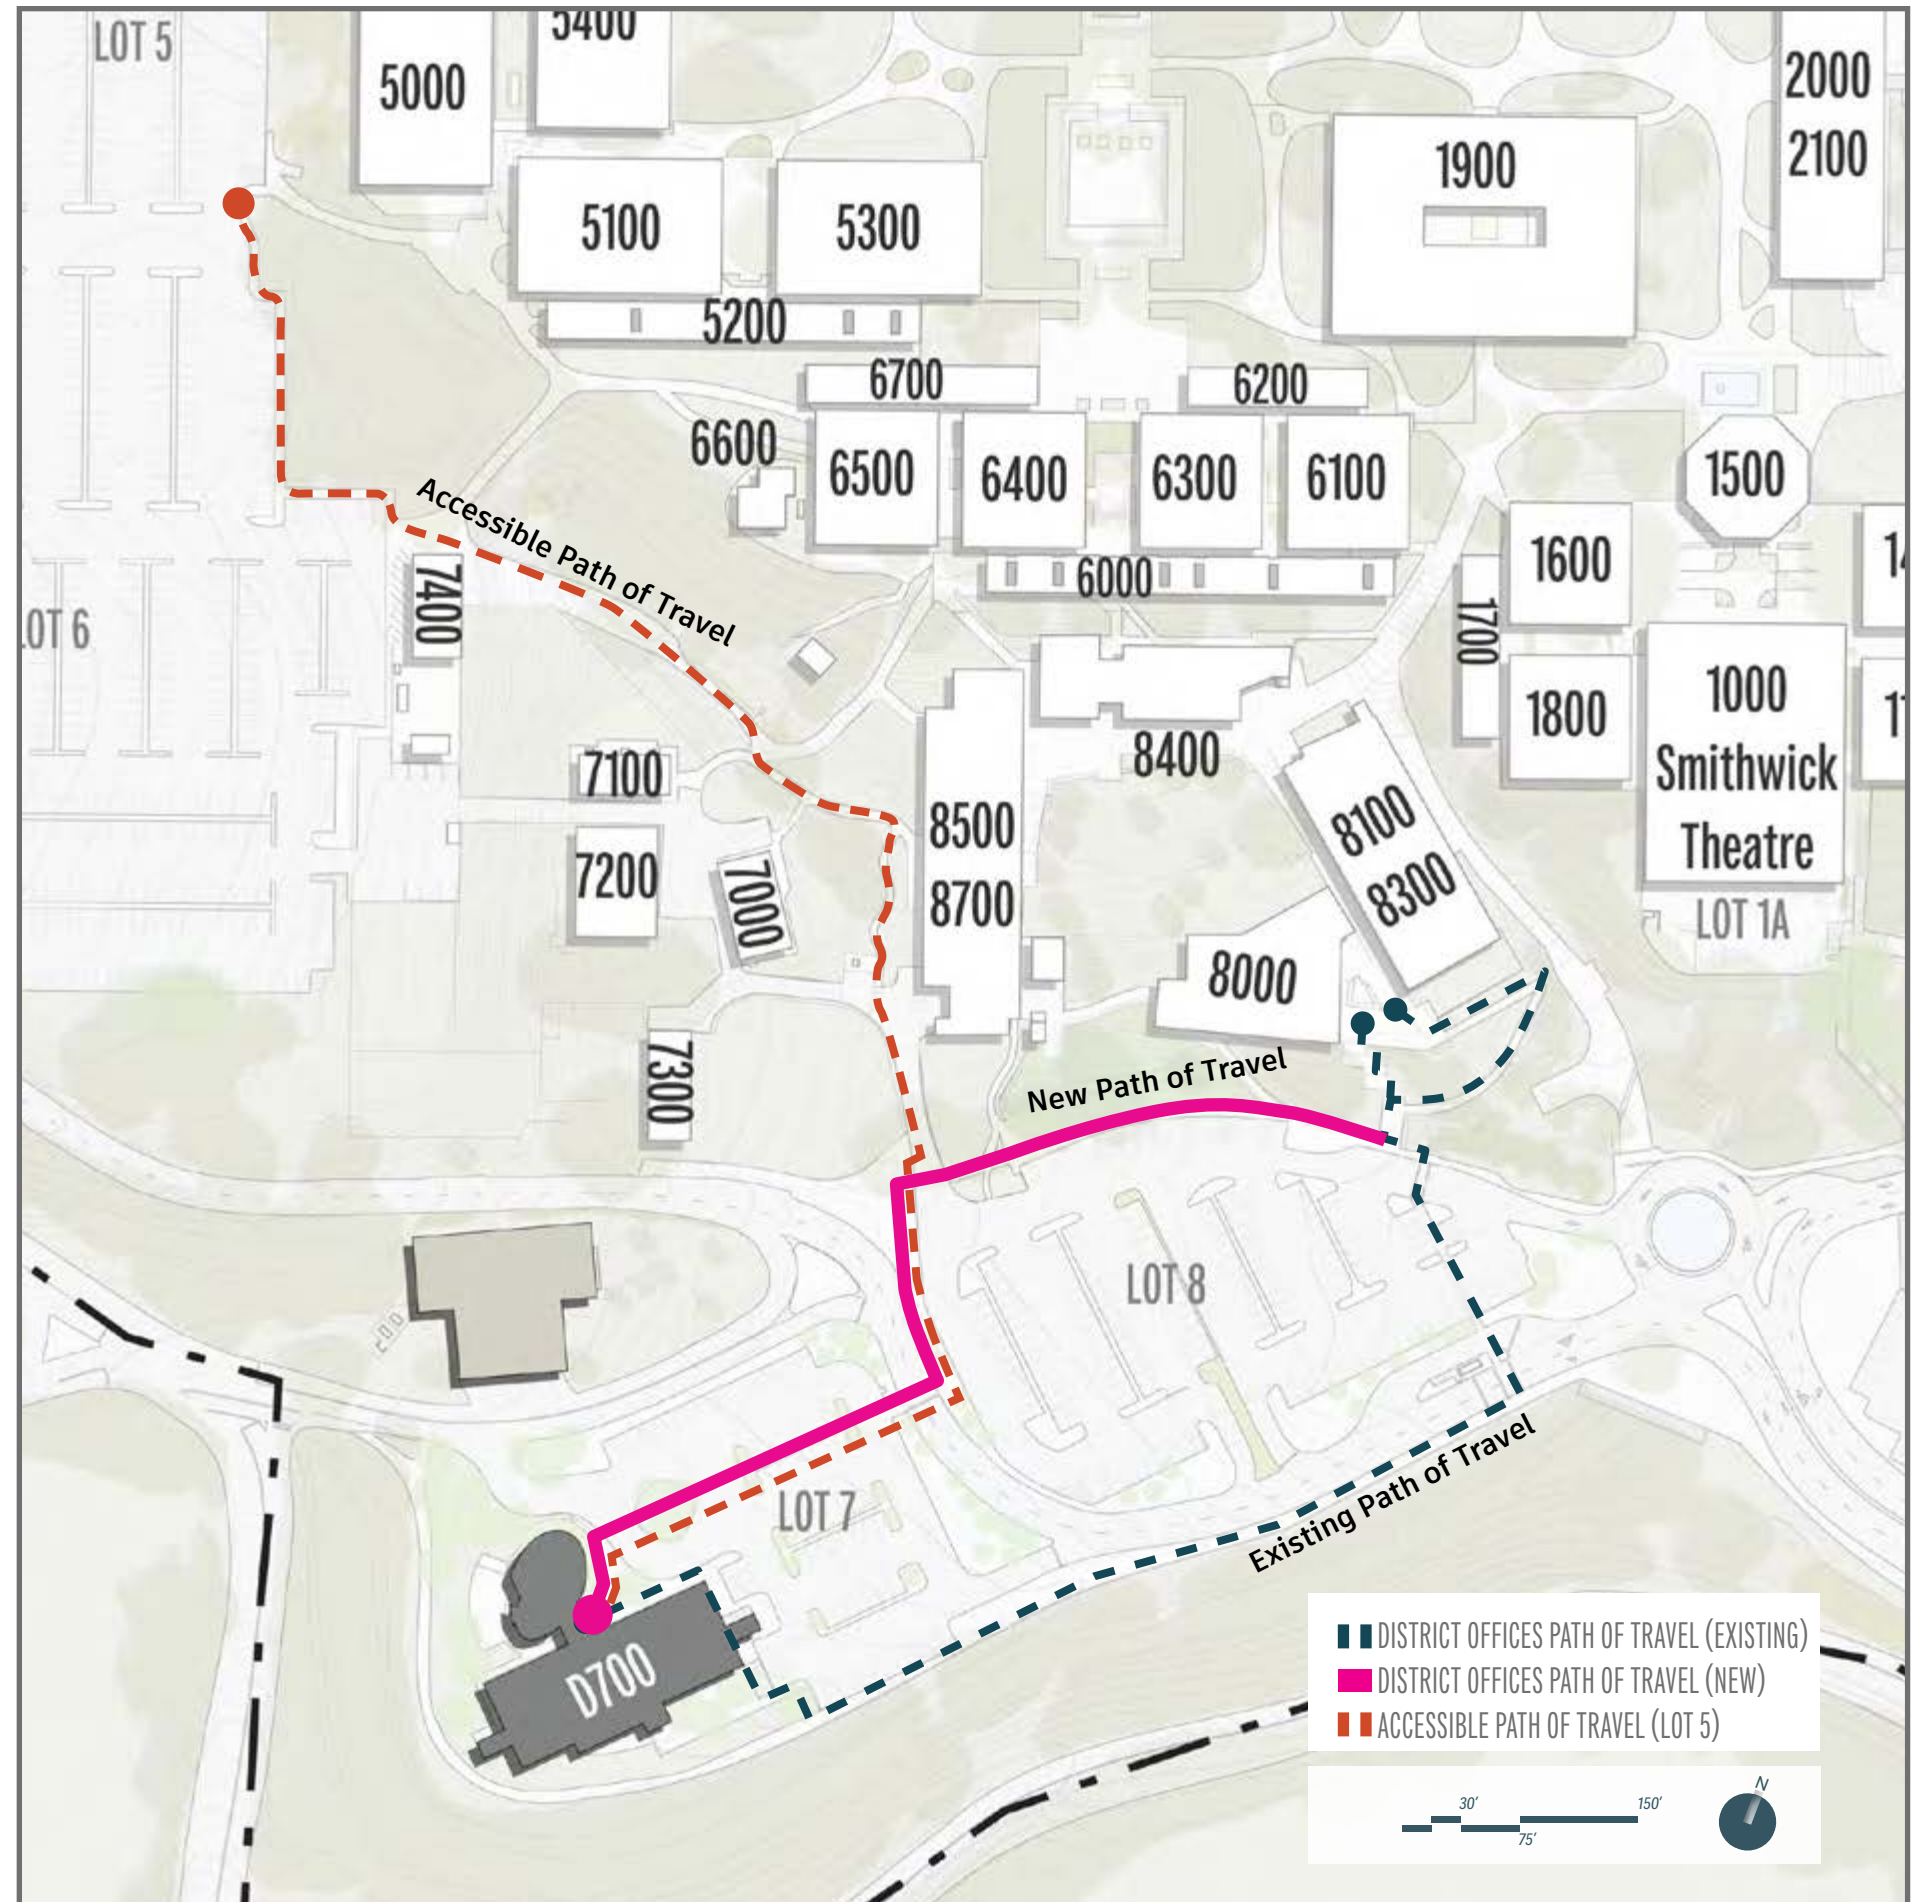 LOT 5
5400
5000
2000
2100
1900
5100
5300
5200
6700
6200
6600
6500
6400
6300
6100
1500
Accessible Path of Travel
1600
6000
7400
1700
LOT 6
1000
Smithwick
Theatre
1800
8400
7100
8500
8700
8100
8300
7200
7000
LOT 1A
8000
7300
New Path of Travel
LOT 8
Existing Path of Travel
LOT 7
D700
DISTRICT OFFICES PATH OF TRAVEL (EXISTING)
DISTRICT OFFICES PATH OF TRAVEL (NEW)
ACCESSIBLE PATH OF TRAVEL (LOT 5)
30'
150'
75'
N